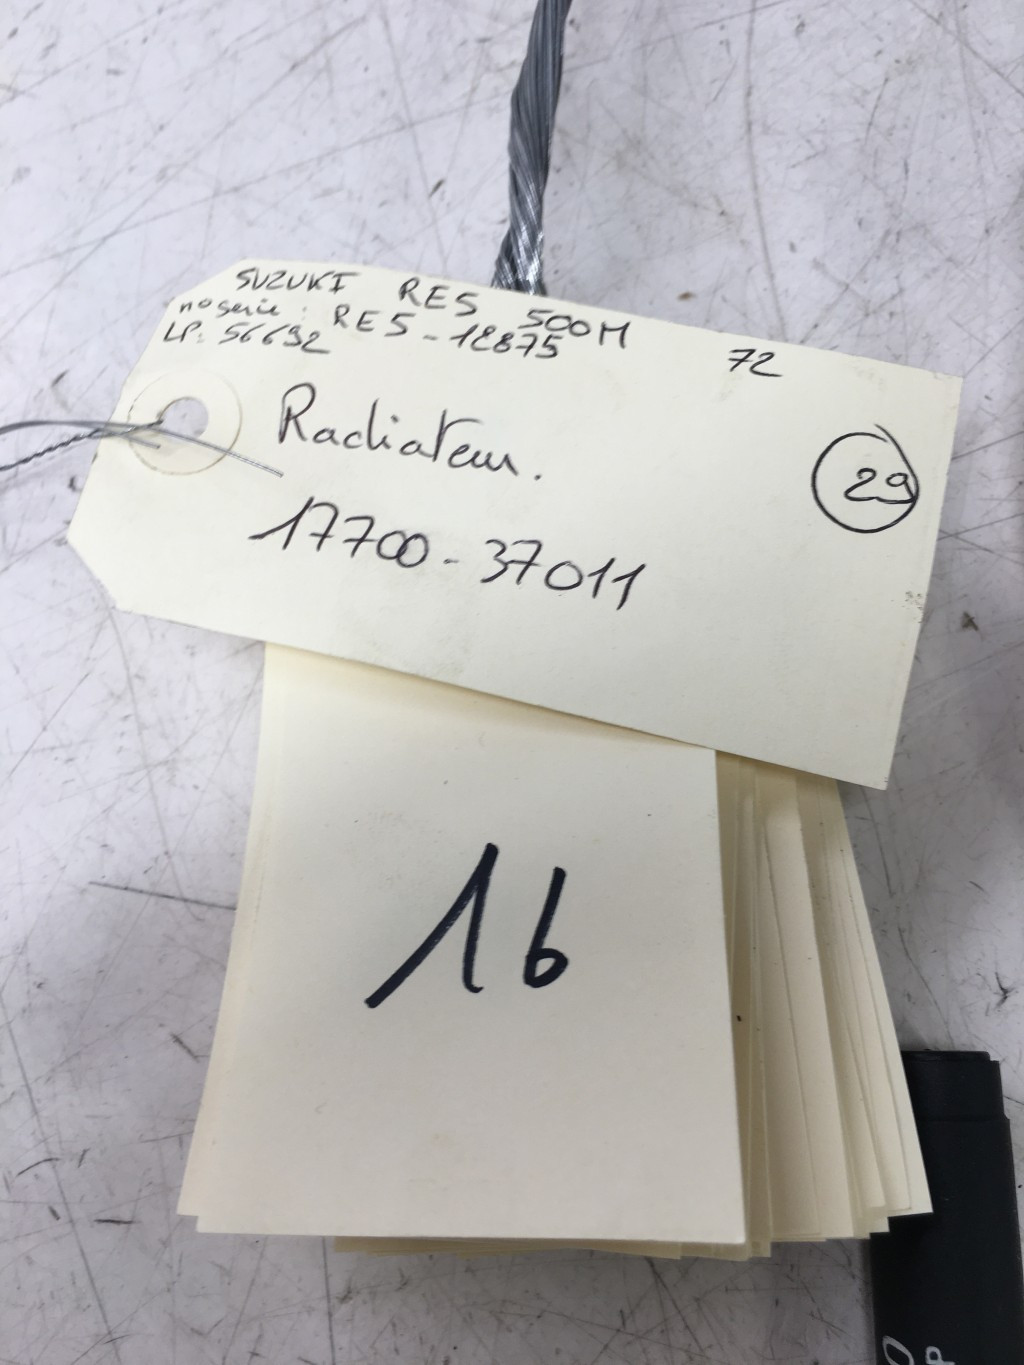 SUZUKI RE5 500M
72
no serie : RE5 - 12875
LP: 56692
Radiateur.
29
17700 - 37011
16